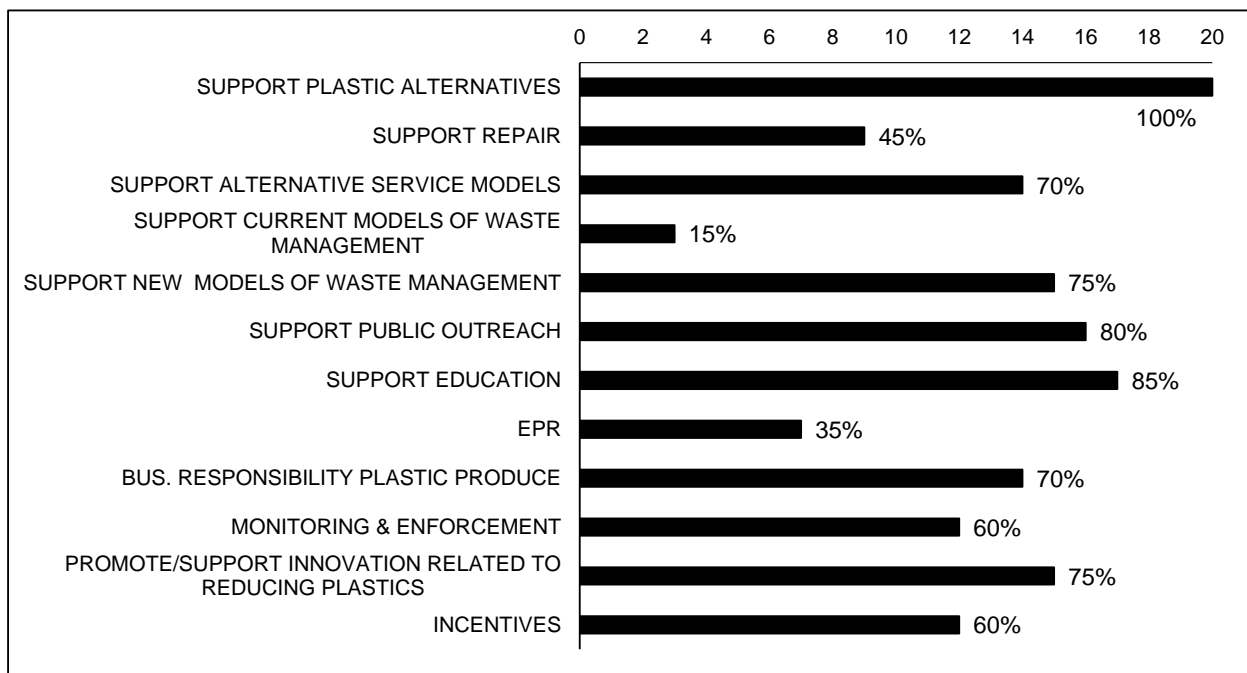 0 2 4 6 8 10 12 14 16 18 20
SUPPORT PLASTIC ALTERNATIVES
100%
SUPPORT REPAIR 45%
SUPPORT ALTERNATIVE SERVICE MODELS 70%
SUPPORT CURRENT MODELS OF WASTE
MANAGEMENT 15%
SUPPORT NEW MODELS OF WASTE MANAGEMENT 75%
SUPPORT PUBLIC OUTREACH 80%
SUPPORT EDUCATION 85%
EPR 35%
BUS. RESPONSIBILITY PLASTIC PRODUCE 70%
MONITORING & ENFORCEMENT 60%
PROMOTE/SUPPORT INNOVATION RELATED TO
REDUCING PLASTICS 75%
INCENTIVES 60%